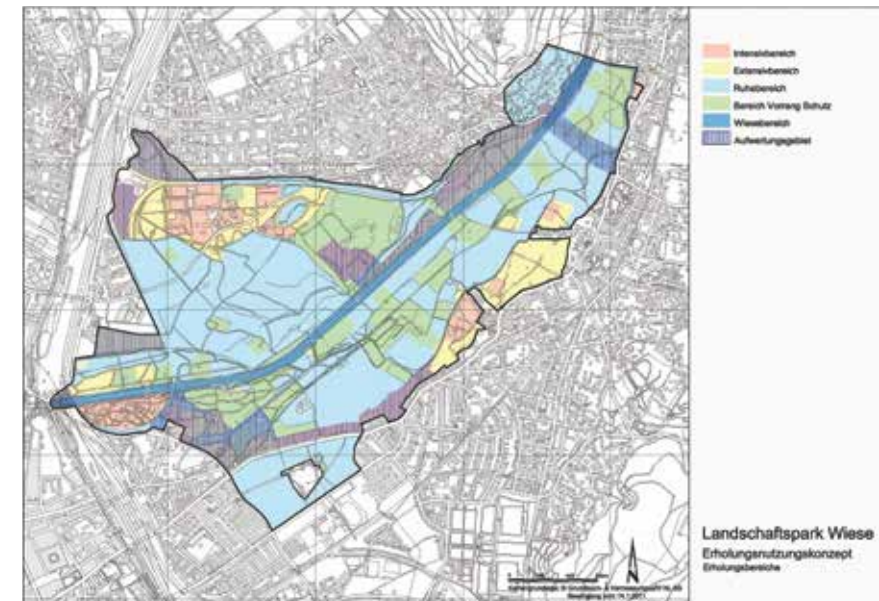 Intensivbereich
Extensivbereich
Ruhebereich
Bereich Vorrang Schutz
Wiesebereich
Aufwertungsgebiet
Landschaftspark Wiese
Erholungsnutzungskonzept
Erholungsbereiche